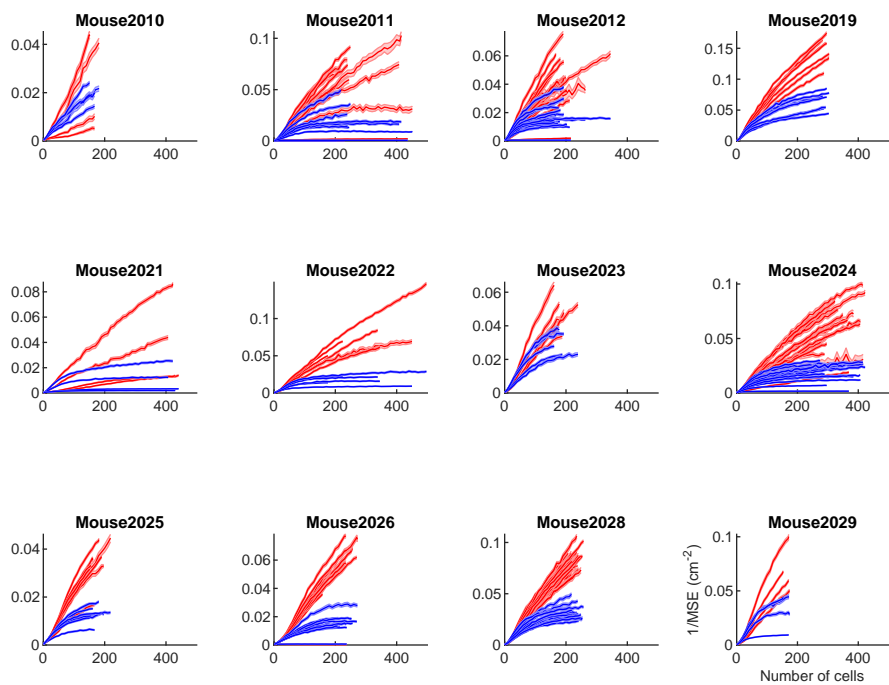 Mouse2010 Mouse2011 Mouse2012 Mouse2019
0.04 0.02 0 0 200 400
0.1 0.05 0 0 200 400
0.08 0.06 0.04 0.02 0 0 200 400
0.15 0.1 0.05 0 0 200 400
Mouse2021 Mouse2022 Mouse2023 Mouse2024
0.08 0.06 0.04 0.02 0 0 200 400
0.1 0.05 0 0 200 400
0.06 0.04 0.02 0 0 200 400
0.1 0.05 0 0 200 400
Mouse2025 Mouse2026 Mouse2028 Mouse2029
0.04 0.02 0 0 200 400
0.06 0.04 0.02 0 0 200 400
0.1 0.05 0 0 200 400
1/MSE (cm-2)
0.1 0.05 0 0 200 400
Number of cells